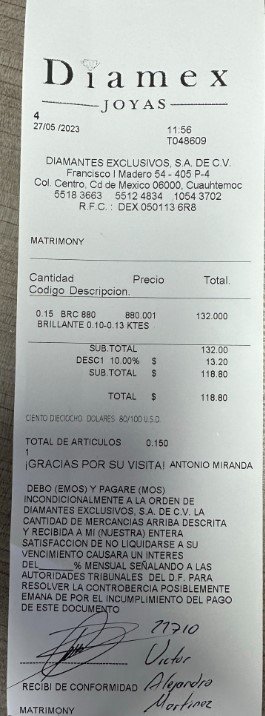 Diamex
JOYAS
4
27/05 /2023 11:56
T048609
DIAMANTES EXCLUSIVOS, S.A. DE C.V.
Francisco I Madero 54 - 405 P-4
Col. Centro, Cd de Mexico 06000, Cuauhtemoc
5518 3663 5512 4834 1054 3702
R.F.C. : DEX 050113 6R8
MATRIMONY
Cantidad Precio Total.
Codigo Descripcion.
0.15 BRC 880 880.001 132.000
BRILLANTE 0.10-0.13 KTES
SUB.TOTAL 132.00
DESC1 10.00% $ 13.20
SUB.TOTAL $ 118.80
TOTAL $ 118.80
CIENTO DIECIOCHO DOLARES 80/100 U.S.D.
TOTAL DE ARTICULOS 0.150
1
¡GRACIAS POR SU VISITA! ANTONIO MIRANDA
DEBO (EMOS) Y PAGARE (MOS)
INCONDICIONALMENTE A LA ORDEN DE
DIAMANTES EXCLUSIVOS, S.A. DE C.V. LA
CANTIDAD DE MERCANCIAS ARRIBA DESCRITA
Y RECIBIDA A MI (NUESTRA) ENTERA
SATISFACCION DE NO LIQUIDARSE A SU
VENCIMIENTO CAUSARA UN INTERES
DEL______% MENSUAL SEÑALANDO A LAS
AUTORIDADES TRIBUNALES DEL D.F. PARA
RESOLVER LA CONTROBERCIA POSIBLEMENTE
EMANA DE POR EL INCUMPLIMIENTO DEL PAGO
DE ESTE DOCUMENTO
Victor
RECIBI DE CONFORMIDAD Alejandro
MATRIMONY Martinez